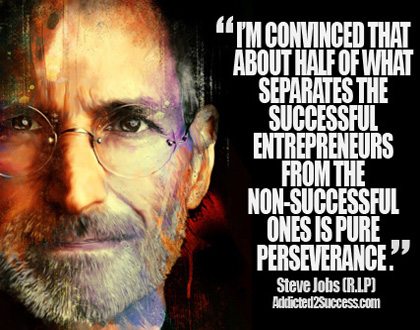 “I'M CONVINCED THAT
ABOUT HALF OF WHAT
SEPARATES THE
SUCCESSFUL
ENTREPRENEURS
FROM THE
NON-SUCCESSFUL
ONES IS PURE
PERSEVERANCE.”
Steve Jobs (R.I.P)
Addicted2Success.com